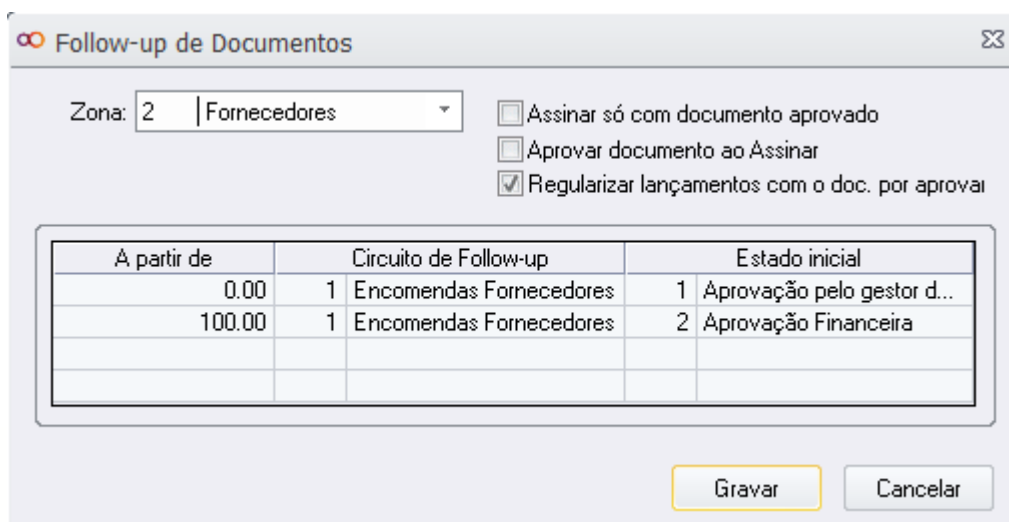 Follow-up de Documentos
Zona: 2 Fornecedores
Assinar só com documento aprovado
Aprovar documento ao Assinar
Regularizar lançamentos com o doc. por aprovar
A partir de Circuito de Follow-up Estado inicial
0.00 1 Encomendas Fornecedores 1 Aprovação pelo gestor d...
100.00 1 Encomendas Fornecedores 2 Aprovação Financeira
Gravar Cancelar